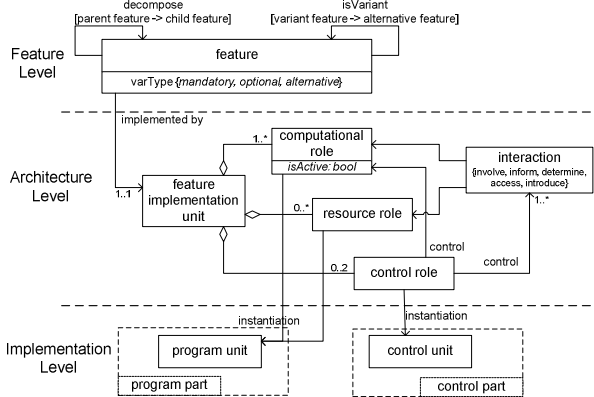 decompose
[parent feature -> child feature]
isVariant
[variant feature -> alternative feature]
Feature
Level
feature
varType {mandatory, optional, alternative}
implemented by
Architecture
Level
1..*
computational
role
isActive: bool
interaction
{involve, inform, determine,
access, introduce}
1..1
feature
implementation
unit
0..*
resource role
1..*
control
control
0..2
control role
instantiation
instantiation
Implementation
Level
program unit
program part
control unit
control part